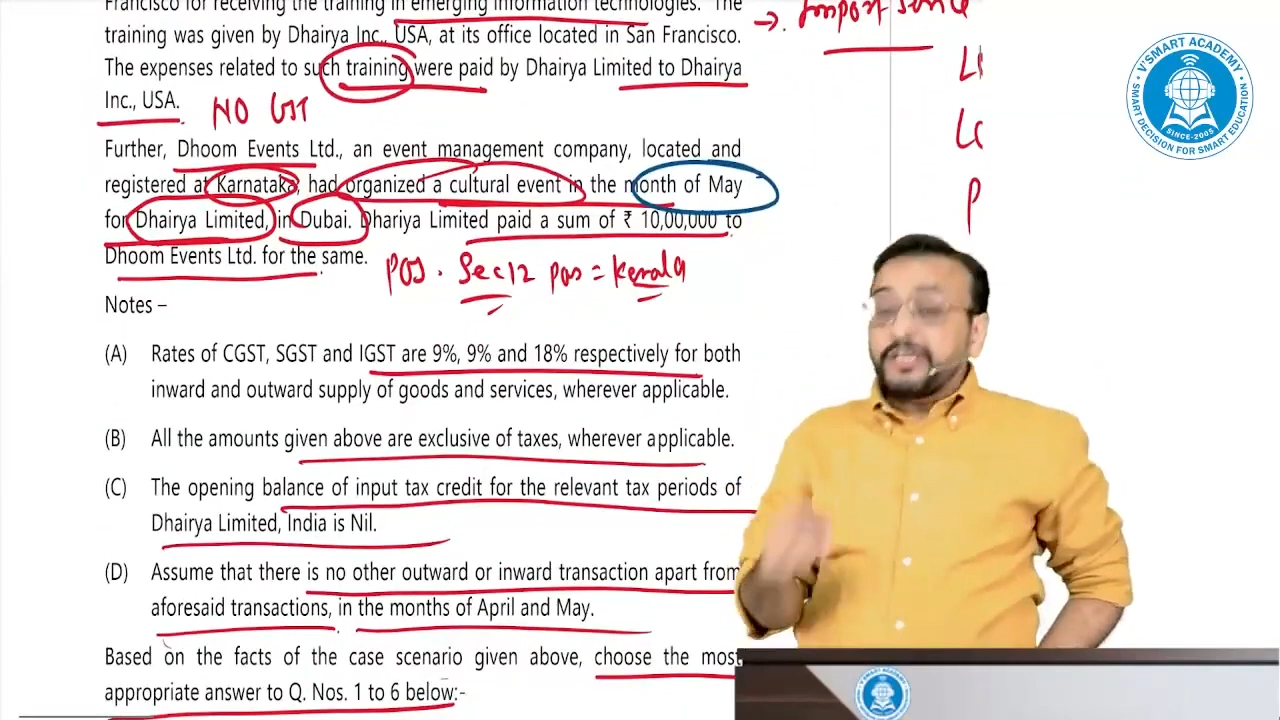 Francisco for receiving the training in emerging information technologies. The
training was given by Dhairya Inc., USA, at its office located in San Francisco.
The expenses related to such training were paid by Dhairya Limited to Dhairya
Inc., USA.
NO GST
Further, Dhoom Events Ltd., an event management company, located and
registered at Karnataka, had organized a cultural event in the month of May
for Dhairya Limited, in Dubai. Dhariya Limited paid a sum of ₹ 10,00,000 to
Dhoom Events Ltd. for the same.
POS. Sec 12 pos = Kerala
Notes –
(A) Rates of CGST, SGST and IGST are 9%, 9% and 18% respectively for both
inward and outward supply of goods and services, wherever applicable.
(B) All the amounts given above are exclusive of taxes, wherever applicable.
(C) The opening balance of input tax credit for the relevant tax periods of
Dhairya Limited, India is Nil.
(D) Assume that there is no other outward or inward transaction apart from
aforesaid transactions, in the months of April and May.
Based on the facts of the case scenario given above, choose the most
appropriate answer to Q. Nos. 1 to 6 below:-
→. Import
P
V'SMART ACADEMY
SINCE-2005
SMART DECISION FOR SMART EDUCATION